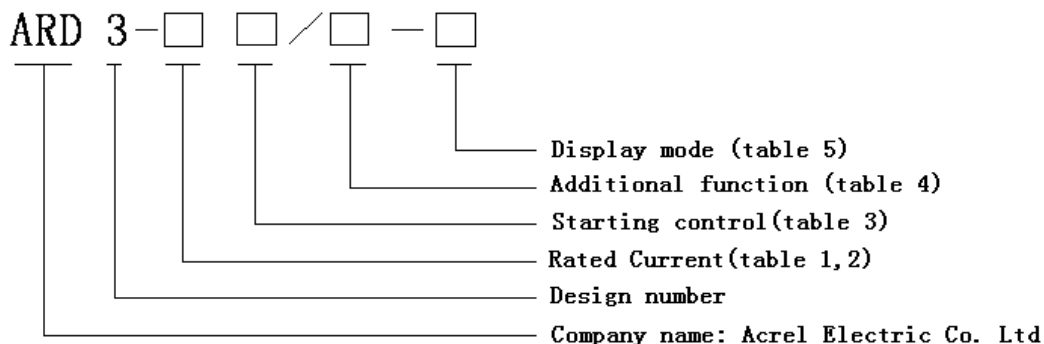 ARD 3-□ □/□ -□
Display mode (table 5)
Additional function (table 4)
Starting control(table 3)
Rated Current(table 1,2)
Design number
Company name: Acrel Electric Co. Ltd